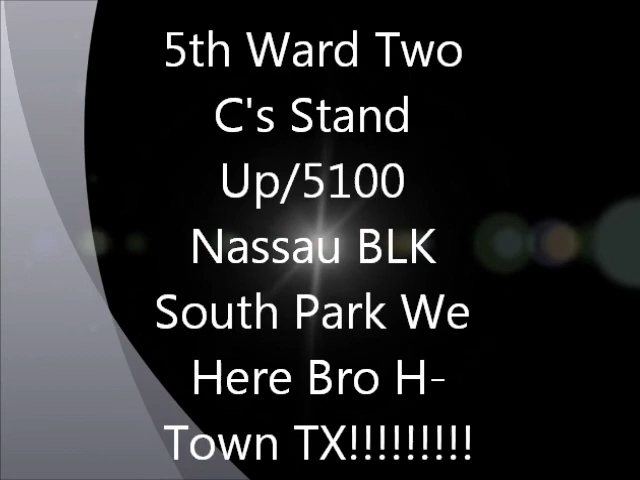 5th Ward Two
C's Stand
Up/5100
Nassau BLK
South Park We
Here Bro H-
Town TX!!!!!!!!!